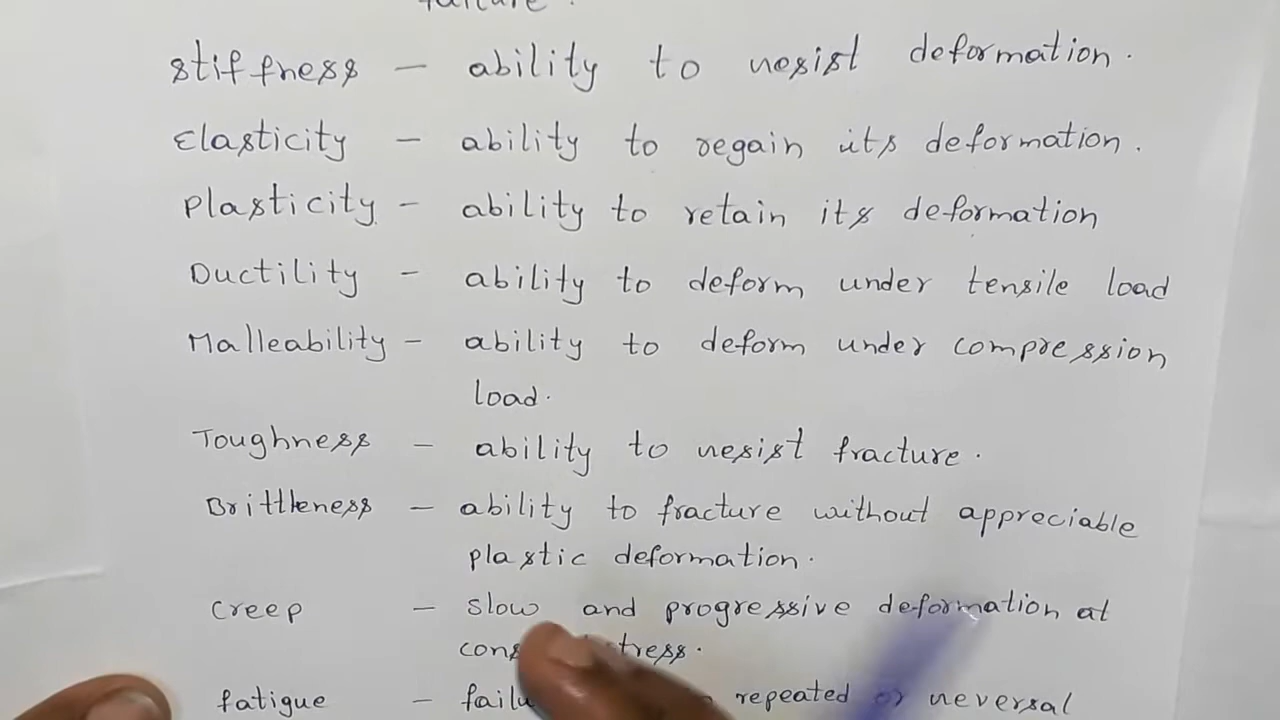 failure.
Stiffness - ability to resist deformation.
Elasticity - ability to regain its deformation.
Plasticity - ability to retain its deformation
Ductility - ability to deform under tensile load
Malleability - ability to deform under compression
load.
Toughness - ability to resist fracture.
Brittleness - ability to fracture without appreciable
plastic deformation.
Creep - slow and progressive deformation at
stress.
fatigue - repeated or reversal